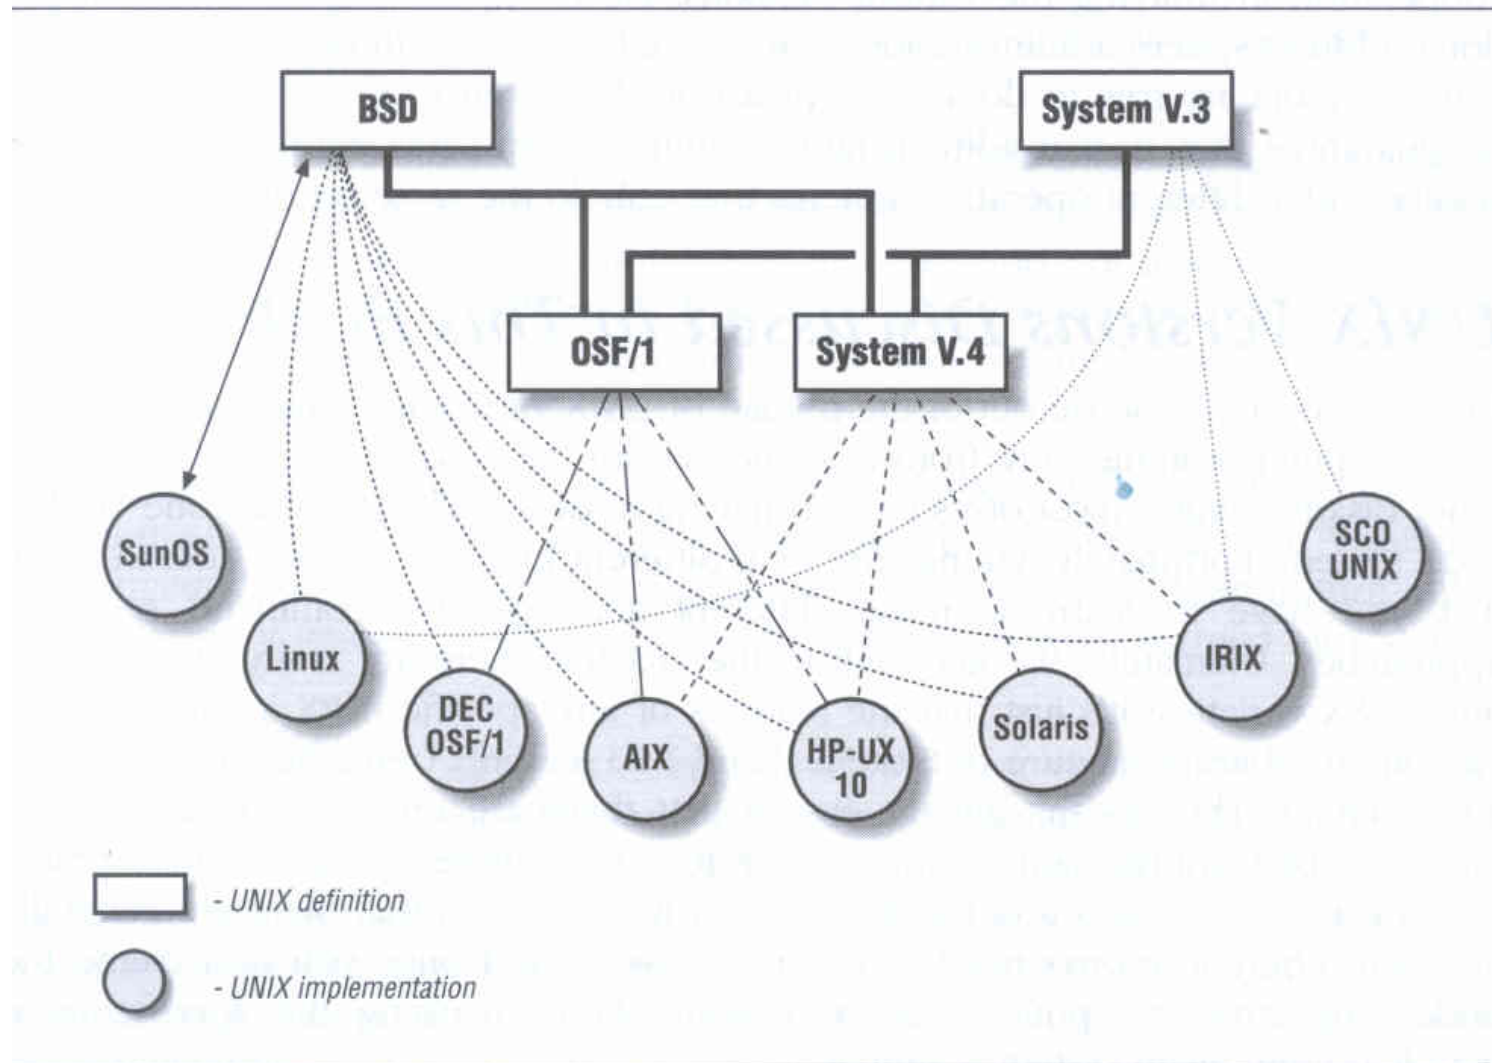 BSD
System V.3
OSF/1
System V.4
SunOS
SCO
UNIX
Linux
IRIX
DEC
OSF/1
AIX
HP-UX
10
Solaris
- UNIX definition
- UNIX implementation